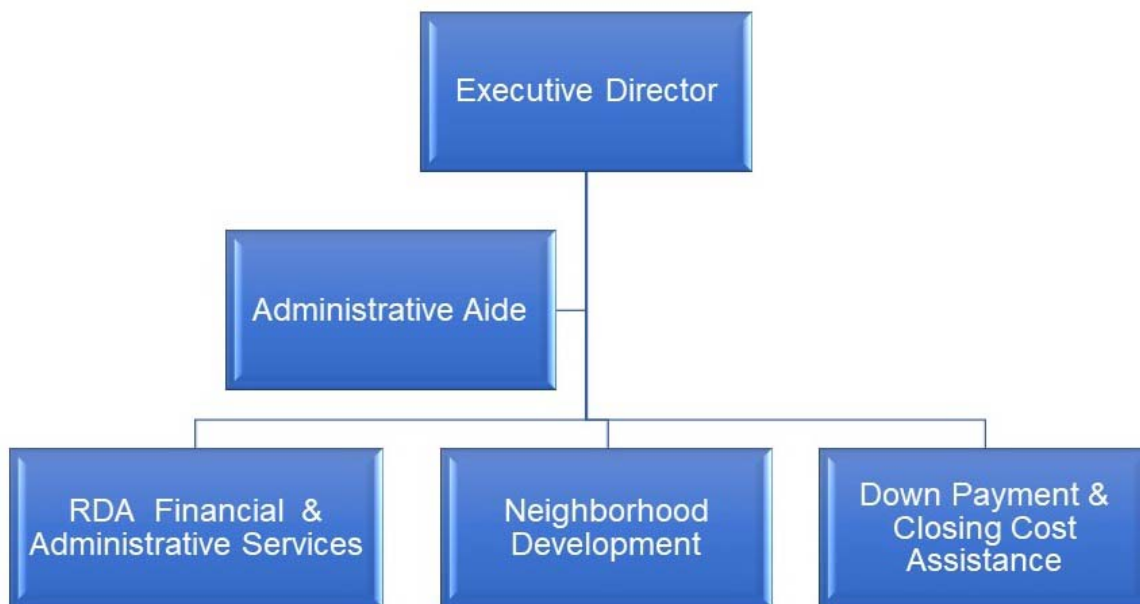 Executive Director
Administrative Aide
RDA Financial &
Administrative Services
Neighborhood
Development
Down Payment &
Closing Cost
Assistance